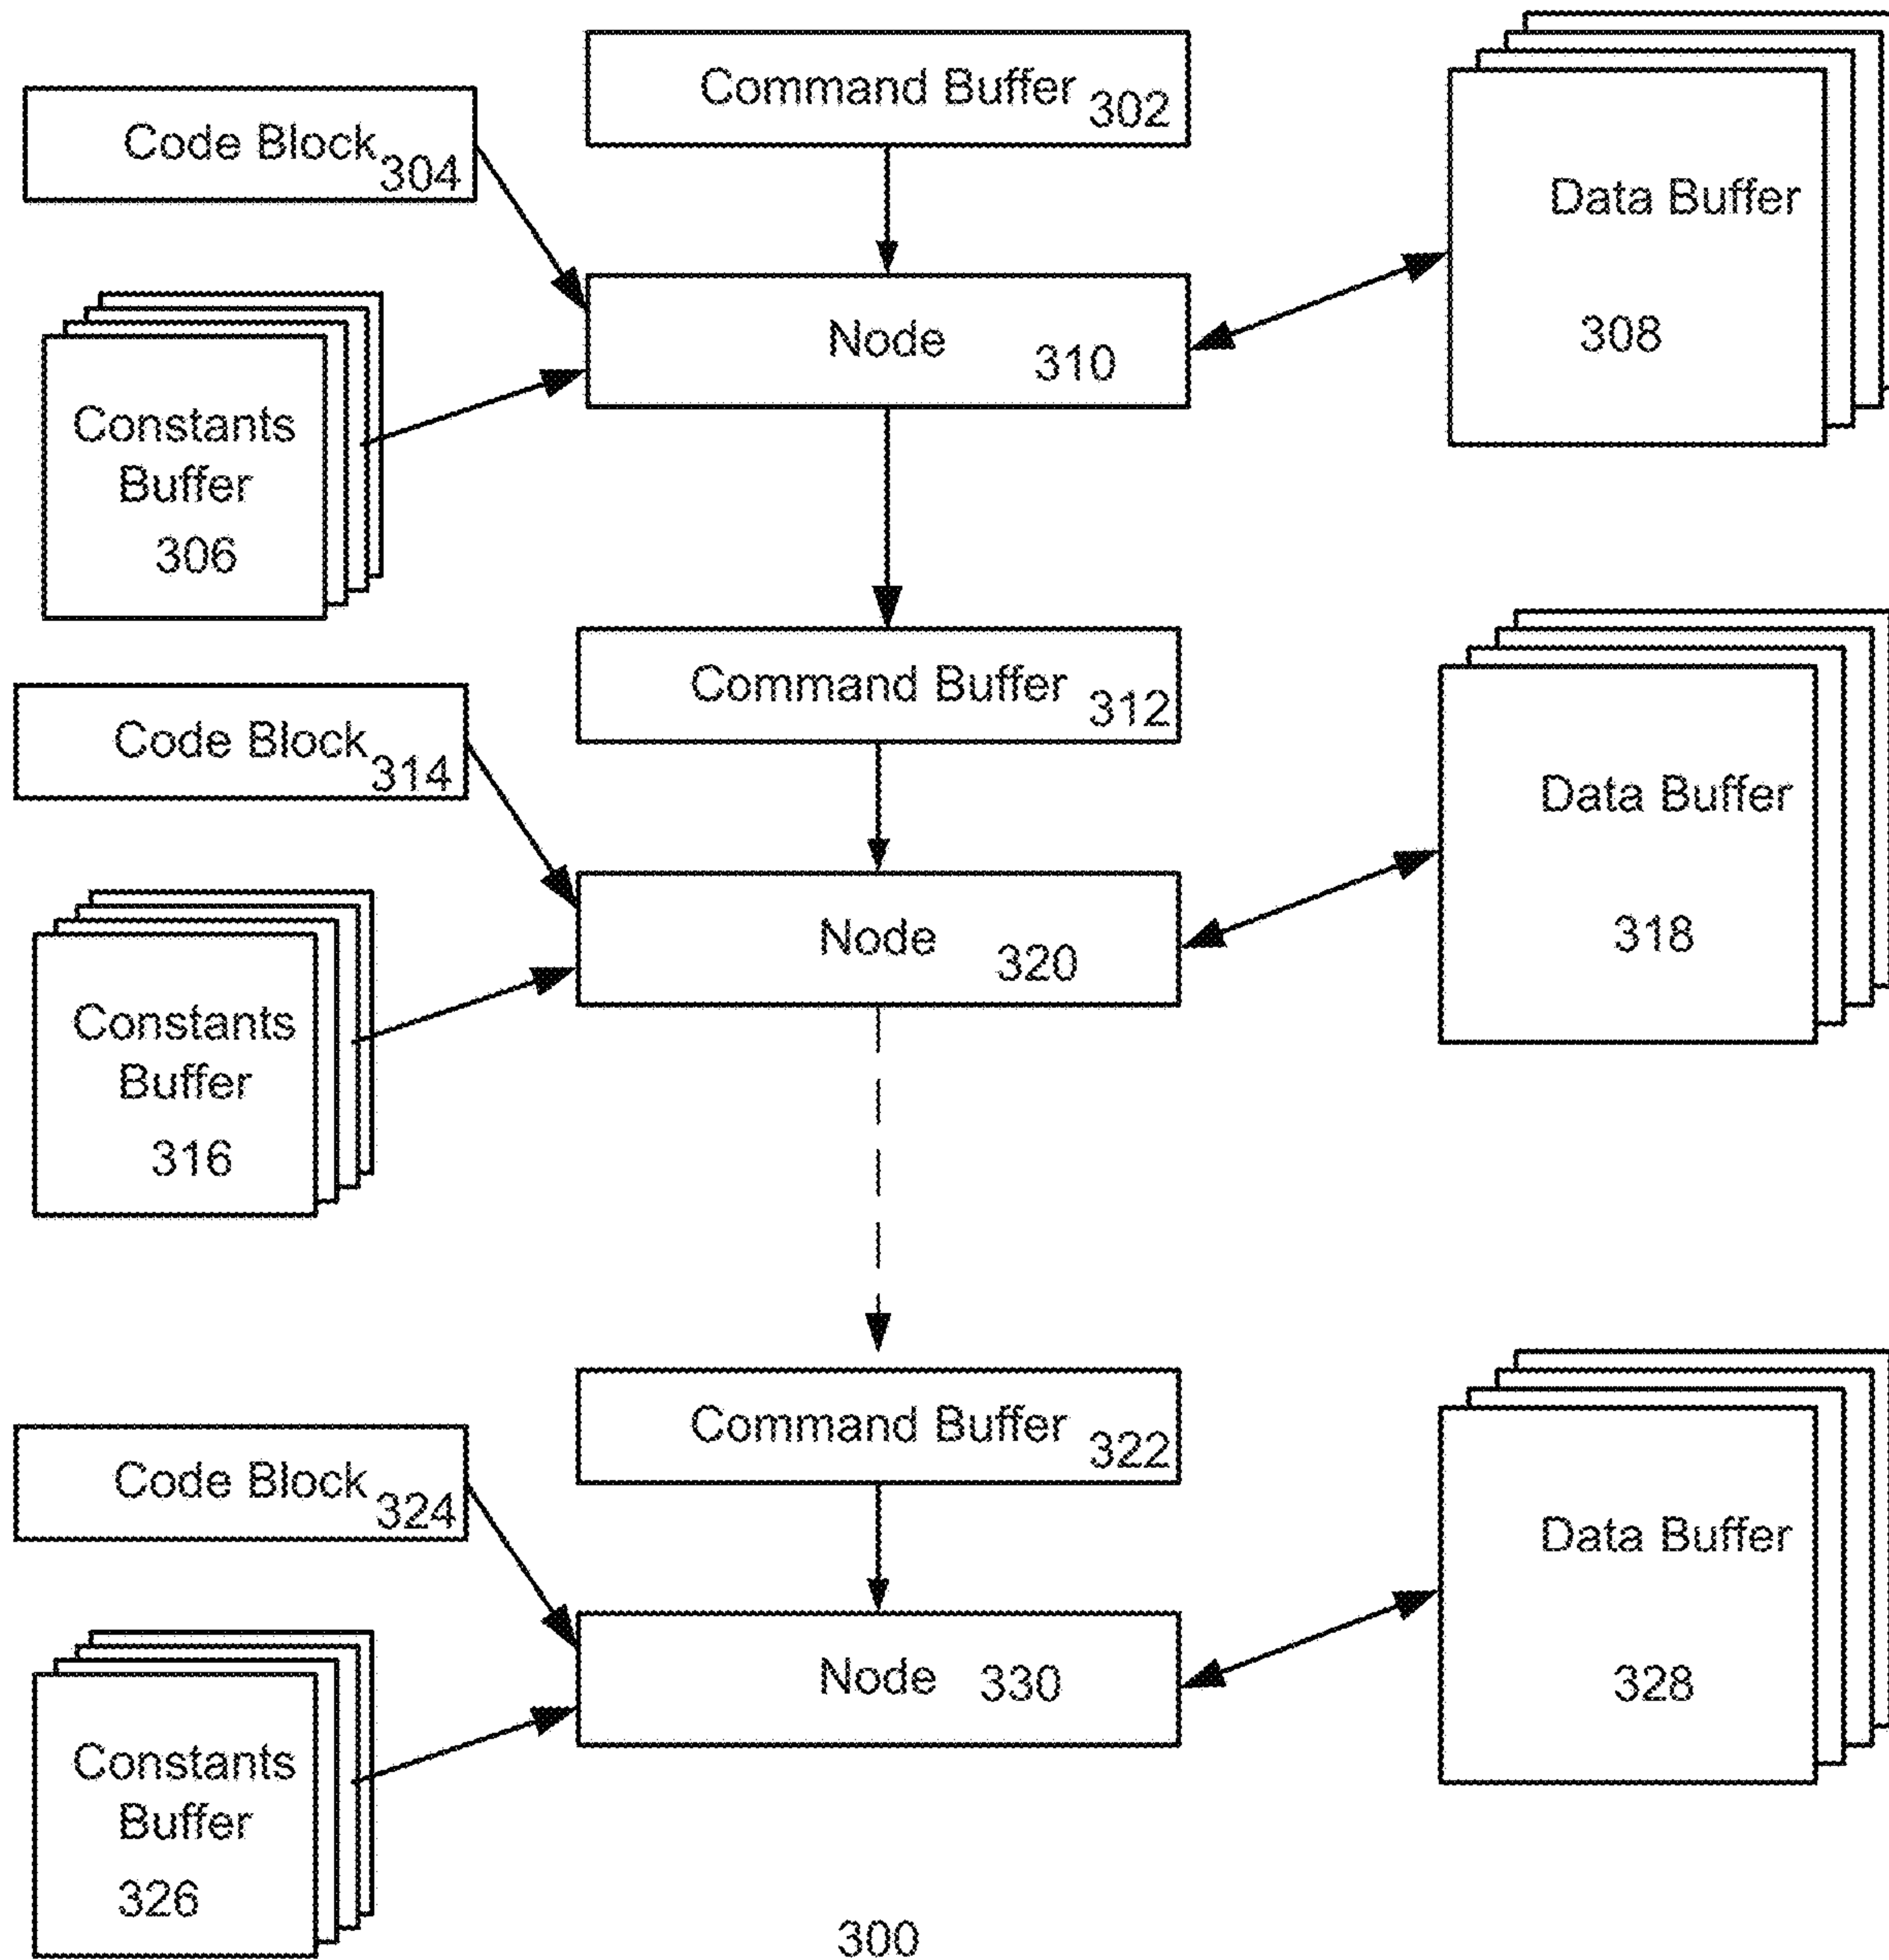 Command Buffer 302
Code Block 304
Data Buffer
308
Node 310
Constants
Buffer
306
Command Buffer 312
Code Block 314
Data Buffer
318
Node 320
Constants
Buffer
316
Command Buffer 322
Code Block 324
Data Buffer
328
Node 330
Constants
Buffer
326
300